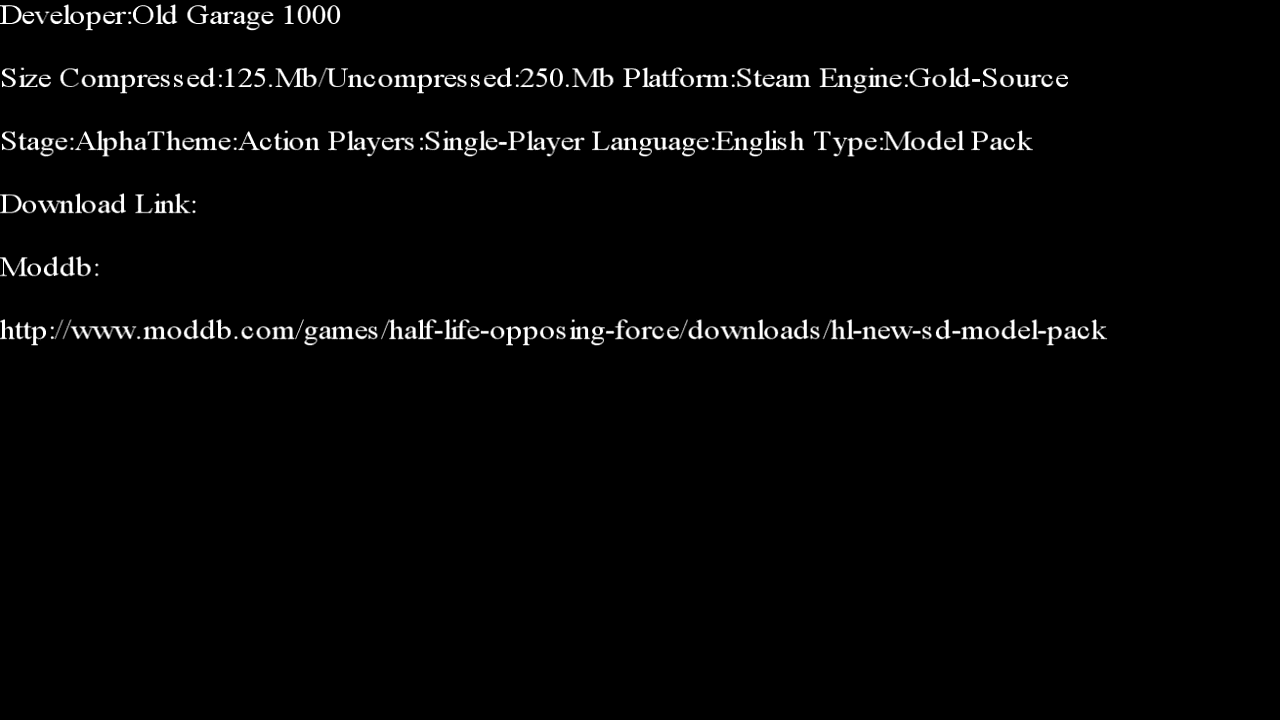 Developer:Old Garage 1000
Size Compressed:125.Mb/Uncompressed:250.Mb Platform:Steam Engine:Gold-Source
Stage:AlphaTheme:Action Players:Single-Player Language:English Type:Model Pack
Download Link:
Moddb:
http://www.moddb.com/games/half-life-opposing-force/downloads/hl-new-sd-model-pack